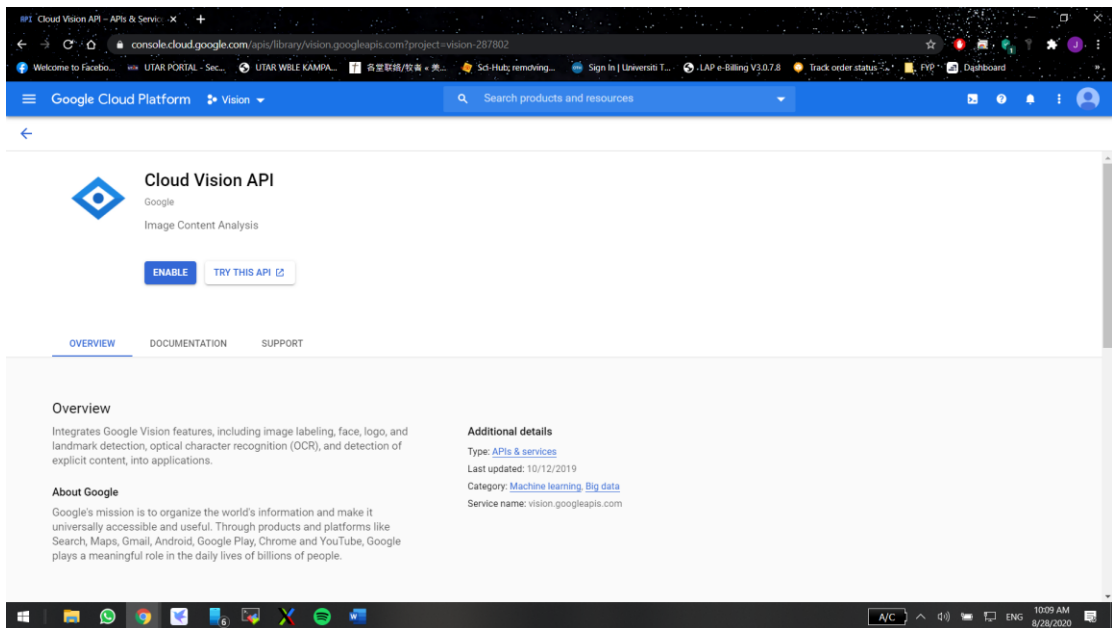 API Cloud Vision API – APIs & Servic
console.cloud.google.com/apis/library/vision.googleapis.com?project=vision-287802
Welcome to Facebo... UTAR PORTAL - Sec... UTAR WBLE KAMPA... Sci-Hub: removing... Sign In | Universiti T... LAP e-Billing V3.0.7.8 Track order status FYP Dashboard
Google Cloud Platform Vision Search products and resources
Cloud Vision API
Google
Image Content Analysis
ENABLE TRY THIS API
OVERVIEW DOCUMENTATION SUPPORT
Overview
Integrates Google Vision features, including image labeling, face, logo, and
landmark detection, optical character recognition (OCR), and detection of
explicit content, into applications.
About Google
Google's mission is to organize the world's information and make it
universally accessible and useful. Through products and platforms like
Search, Maps, Gmail, Android, Google Play, Chrome and YouTube, Google
plays a meaningful role in the daily lives of billions of people.
Additional details
Type: APIs & services
Last updated: 10/12/2019
Category: Machine learning, Big data
Service name: vision.googleapis.com
6 A/C ENG 10:09 AM
8/28/2020